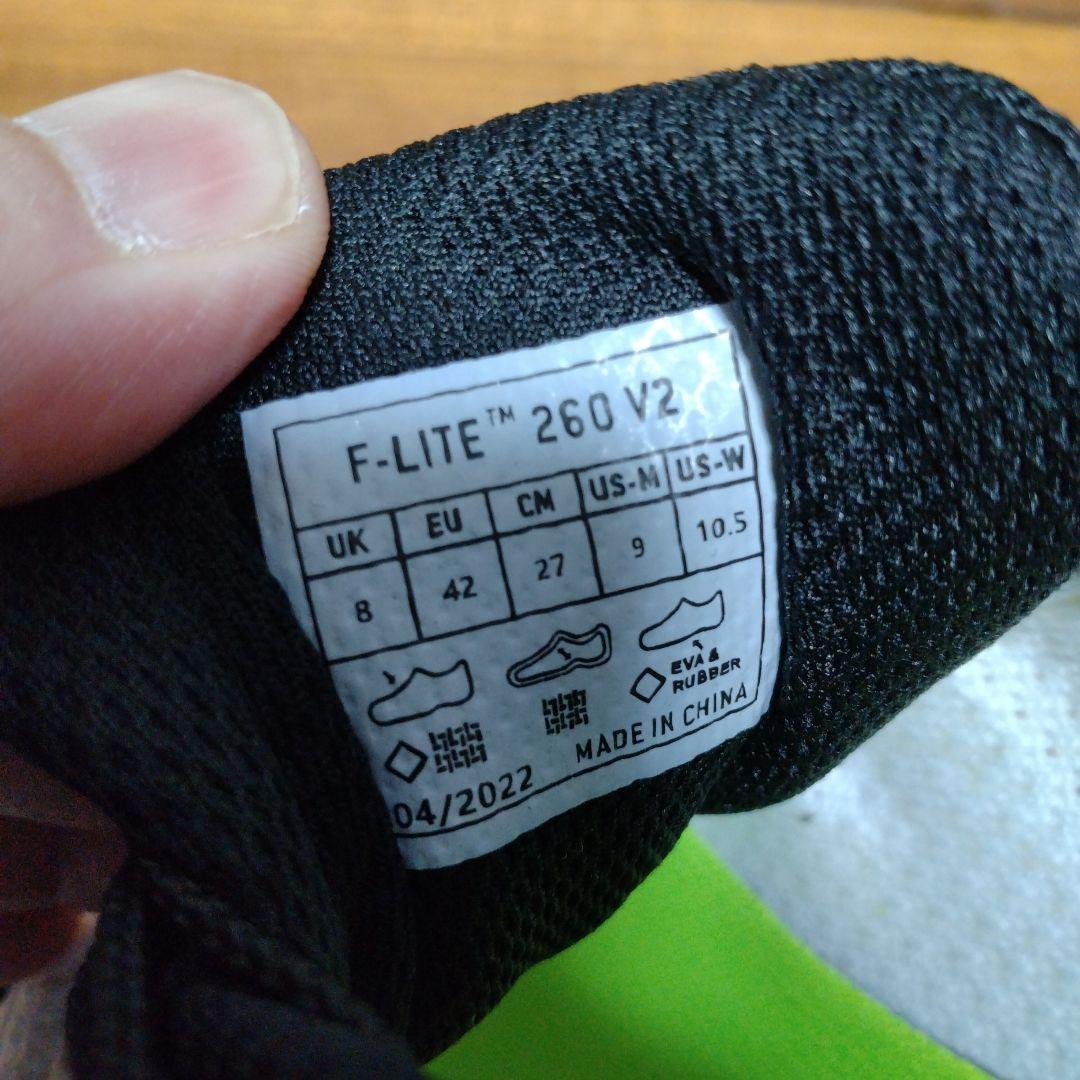 F-LITE™ 260 V2
UK EU CM US-M US-W
8 42 27 9 10.5
EVA &
RUBBER
04/2022 MADE IN CHINA